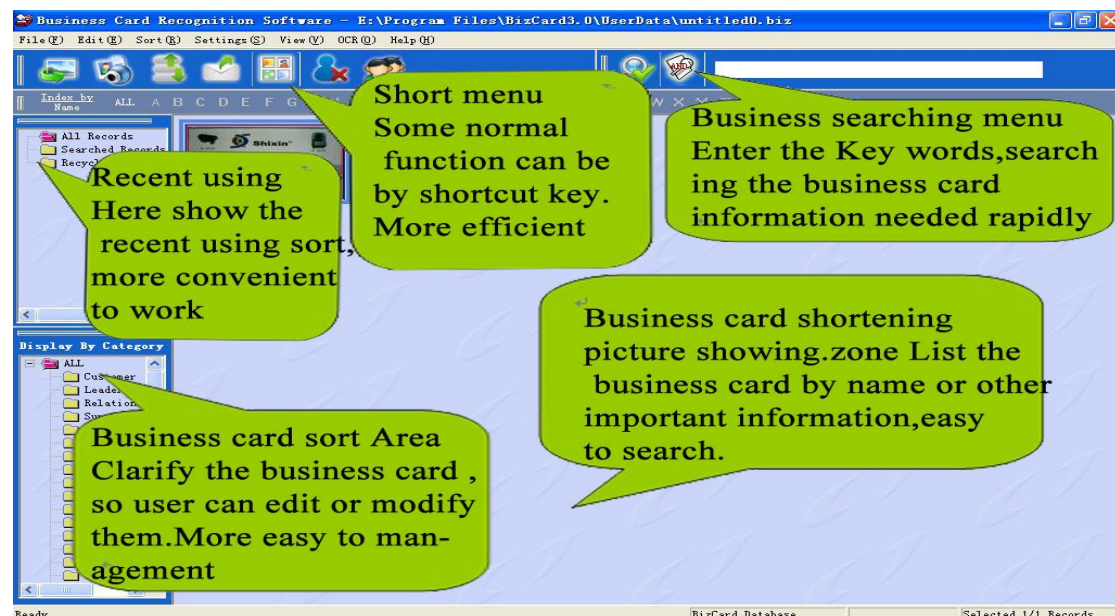 Business Card Recognition Software - E:\Program Files\BizCard3.0\UserData\untitled0.biz
File(F) Edit(E) Sort(R) Settings(S) View(V) OCR(O) Help(H)
AND
Index by Name ALL A B C D E F G W X Y
All Records
Searched Records
Shixin
Short menu
Some normal
function can be
by shortcut key.
More efficient
Business searching menu
Enter the Key words,search
ing the business card
information needed rapidly
Recent using
Here show the
recent using sort,
more convenient
to work
Business card shortening
picture showing.zone List the
business card by name or other
important information,easy
to search.
Display By Category
ALL
Customer
Business card sort Area
Clarify the business card ,
so user can edit or modify
them.More easy to man-
agement
Ready
BizCard Database
Selected 1/1 Records